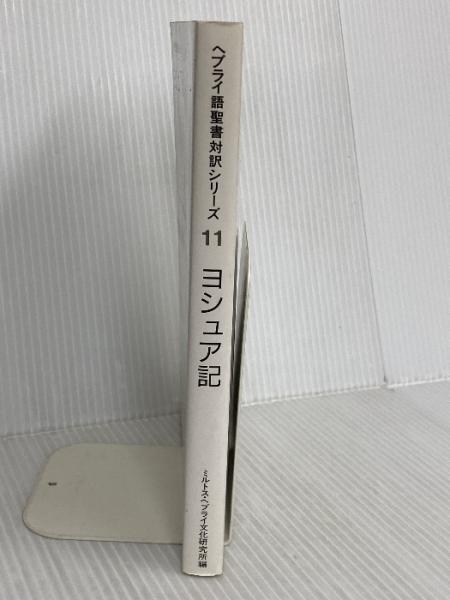 ヘブライ語聖書対訳シリーズ
11
ヨシュア記
ミルトス・ヘブライ文化研究所編